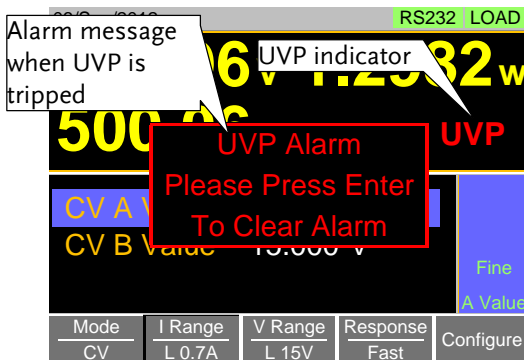 RS232 LOAD
Alarm message
when UVP is
tripped
UVP indicator
UVP
UVP Alarm
Please Press Enter
To Clear Alarm
CV A
CV B Value V
Fine
A Value
Mode I Range V Range Response Configure
CV L 0.7A L 15V Fast